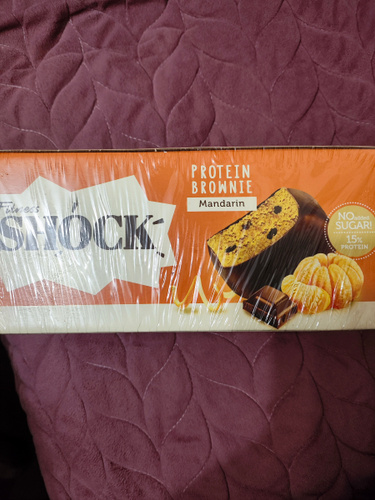 Fitness
SHOCK
PROTEIN
BROWNIE
Mandarin
NO
SUGAR!
15%
PROTEIN